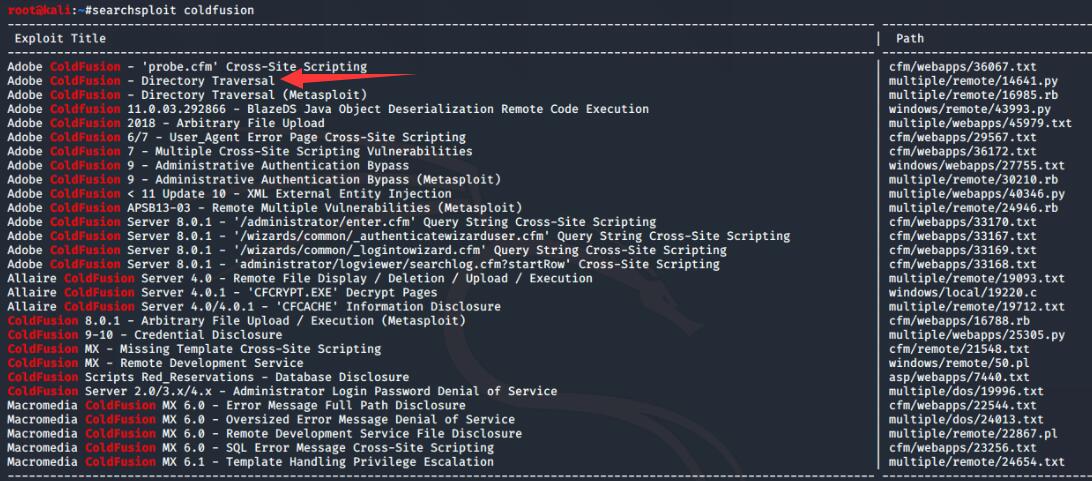 root@kali:~#searchsploit coldfusion
Exploit Title | Path
Adobe ColdFusion - 'probe.cfm' Cross-Site Scripting | cfm/webapps/36067.txt
Adobe ColdFusion - Directory Traversal | multiple/remote/14641.py
Adobe ColdFusion - Directory Traversal (Metasploit) | multiple/remote/16985.rb
Adobe ColdFusion 11.0.03.292866 - BlazeDS Java Object Deserialization Remote Code Execution | windows/remote/43993.py
Adobe ColdFusion 2018 - Arbitrary File Upload | multiple/webapps/45979.txt
Adobe ColdFusion 6/7 - User_Agent Error Page Cross-Site Scripting | cfm/webapps/29567.txt
Adobe ColdFusion 7 - Multiple Cross-Site Scripting Vulnerabilities | cfm/webapps/36172.txt
Adobe ColdFusion 9 - Administrative Authentication Bypass | windows/webapps/27755.txt
Adobe ColdFusion 9 - Administrative Authentication Bypass (Metasploit) | multiple/remote/30210.rb
Adobe ColdFusion < 11 Update 10 - XML External Entity Injection | multiple/webapps/40346.py
Adobe ColdFusion APSB13-03 - Remote Multiple Vulnerabilities (Metasploit) | multiple/remote/24946.rb
Adobe ColdFusion Server 8.0.1 - '/administrator/enter.cfm' Query String Cross-Site Scripting | cfm/webapps/33170.txt
Adobe ColdFusion Server 8.0.1 - '/wizards/common/_authenticatewizarduser.cfm' Query String Cross-Site Scripting | cfm/webapps/33167.txt
Adobe ColdFusion Server 8.0.1 - '/wizards/common/_logintowizard.cfm' Query String Cross-Site Scripting | cfm/webapps/33169.txt
Adobe ColdFusion Server 8.0.1 - 'administrator/logviewer/searchlog.cfm?startRow' Cross-Site Scripting | cfm/webapps/33168.txt
Allaire ColdFusion Server 4.0 - Remote File Display / Deletion / Upload / Execution | multiple/remote/19093.txt
Allaire ColdFusion Server 4.0.1 - 'CFCRYPT.EXE' Decrypt Pages | windows/local/19220.c
Allaire ColdFusion Server 4.0/4.0.1 - 'CFCACHE' Information Disclosure | multiple/remote/19712.txt
ColdFusion 8.0.1 - Arbitrary File Upload / Execution (Metasploit) | cfm/webapps/16788.rb
ColdFusion 9-10 - Credential Disclosure | multiple/webapps/25305.py
ColdFusion MX - Missing Template Cross-Site Scripting | cfm/remote/21548.txt
ColdFusion MX - Remote Development Service | windows/remote/50.pl
ColdFusion Scripts Red_Reservations - Database Disclosure | asp/webapps/7440.txt
ColdFusion Server 2.0/3.x/4.x - Administrator Login Password Denial of Service | multiple/dos/19996.txt
Macromedia ColdFusion MX 6.0 - Error Message Full Path Disclosure | cfm/webapps/22544.txt
Macromedia ColdFusion MX 6.0 - Oversized Error Message Denial of Service | multiple/dos/24013.txt
Macromedia ColdFusion MX 6.0 - Remote Development Service File Disclosure | multiple/remote/22867.pl
Macromedia ColdFusion MX 6.0 - SQL Error Message Cross-Site Scripting | cfm/webapps/23256.txt
Macromedia ColdFusion MX 6.1 - Template Handling Privilege Escalation | multiple/remote/24654.txt